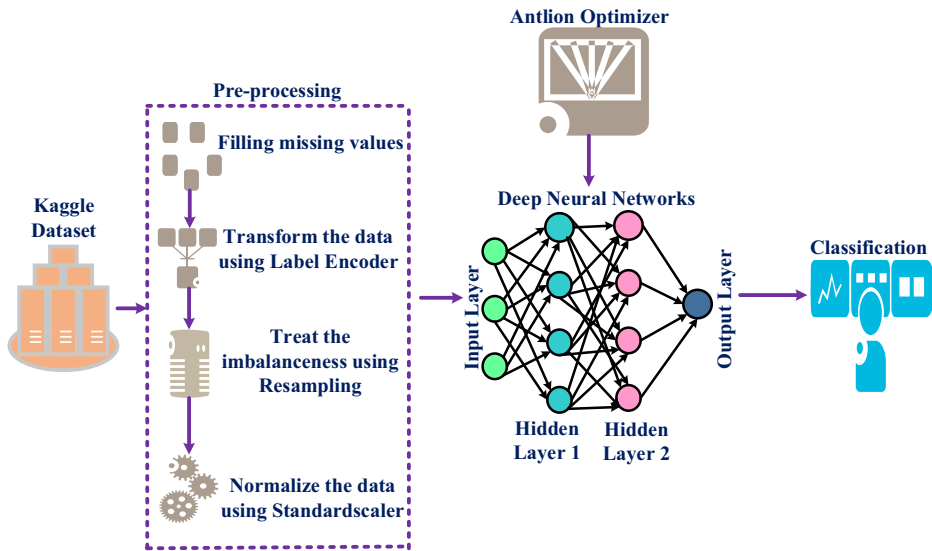 Antlion Optimizer
Pre-processing
Filling missing values
Kaggle
Dataset
Transform the data
using Label Encoder
Treat the
imbalanceness using
Resampling
Normalize the data
using Standardscaler
Deep Neural Networks
Input Layer
Hidden
Layer 1
Hidden
Layer 2
Output Layer
Classification